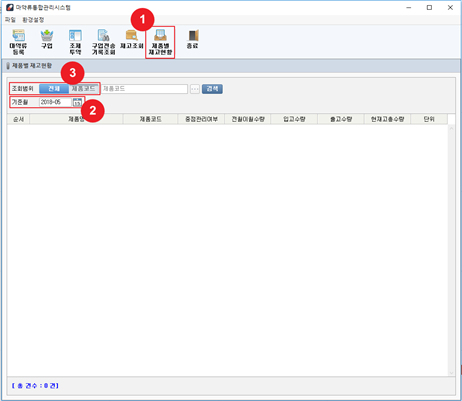 마약류통합관리시스템
파일 환경설정
1
마약류 등록 구입 조제 투약 구입전송 기록조회 재고조회 제품별 재고현황 종료
제품별 재고현황
3
조회범위 전체 제품코드 제품코드 ... 검색
기준월 2018-05 15
2
순서 제품명 제품코드 중점관리여부 전월이월수량 입고수량 출고수량 현재고총수량 단위
[ 총 건수 : 0 건]